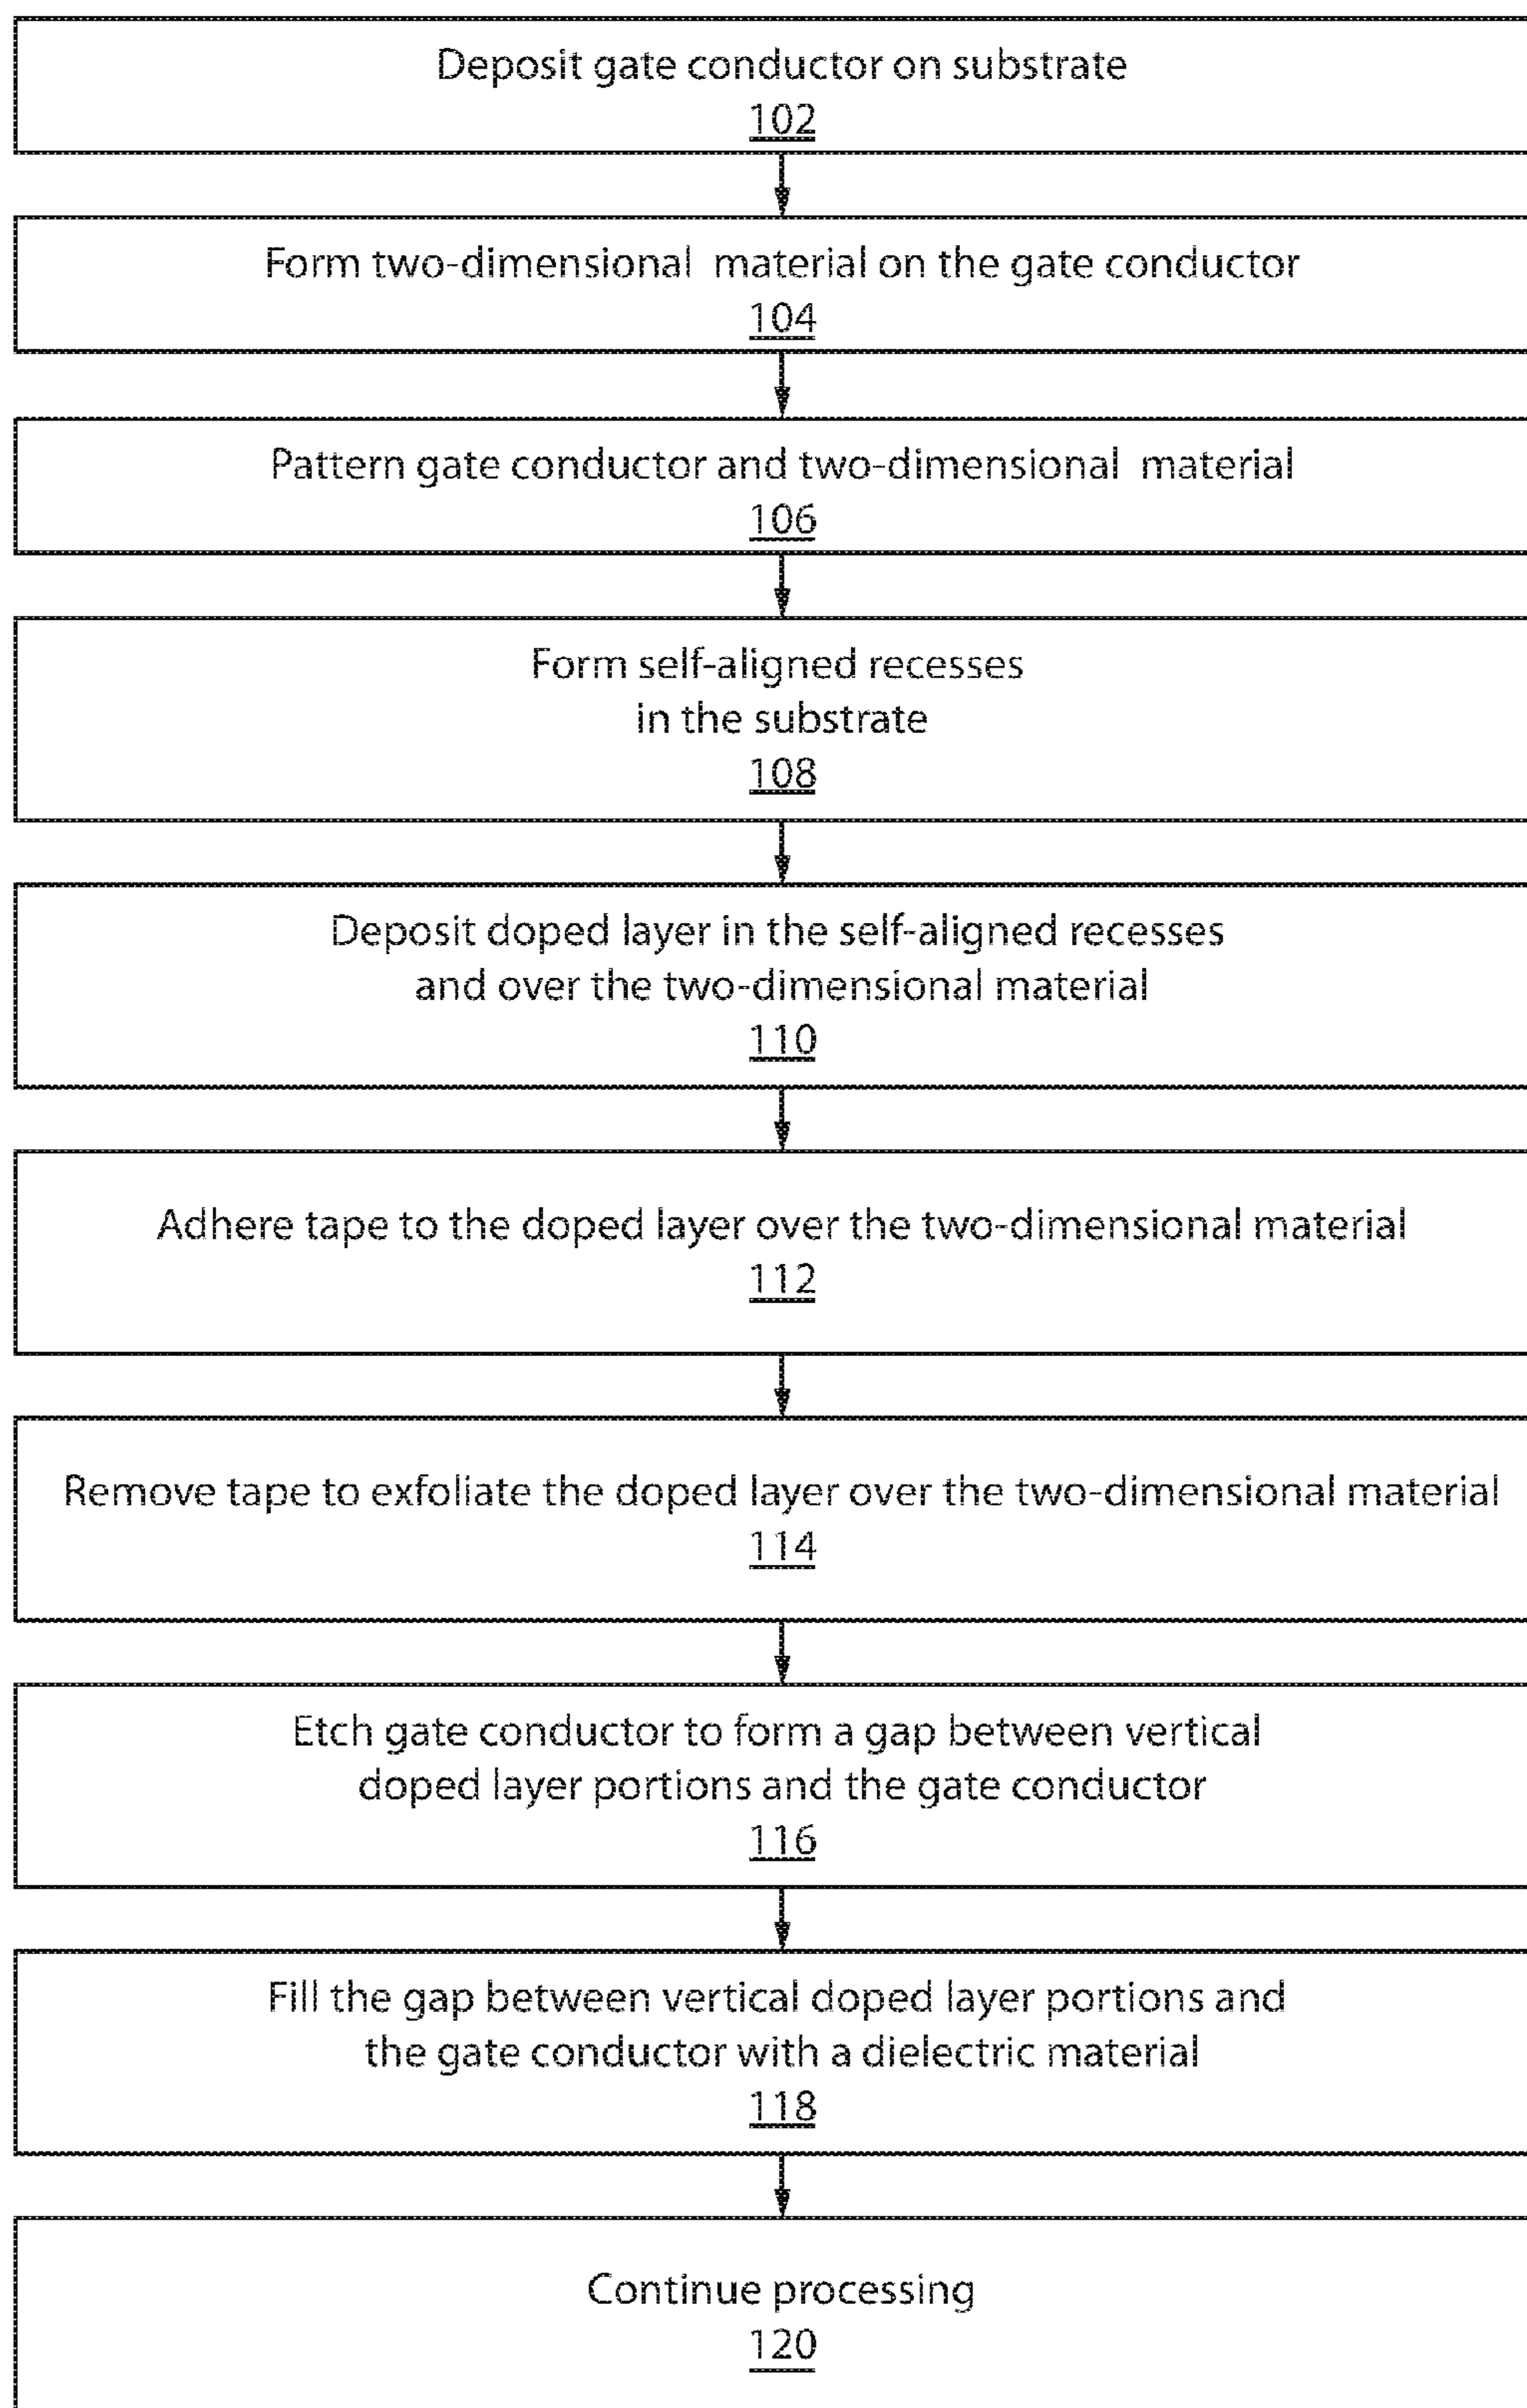 Deposit gate conductor on substrate
102
Form two-dimensional material on the gate conductor
104
Pattern gate conductor and two-dimensional material
106
Form self-aligned recesses
in the substrate
108
Deposit doped layer in the self-aligned recesses
and over the two-dimensional material
110
Adhere tape to the doped layer over the two-dimensional material
112
Remove tape to exfoliate the doped layer over the two-dimensional material
114
Etch gate conductor to form a gap between vertical
doped layer portions and the gate conductor
116
Fill the gap between vertical doped layer portions and
the gate conductor with a dielectric material
118
Continue processing
120